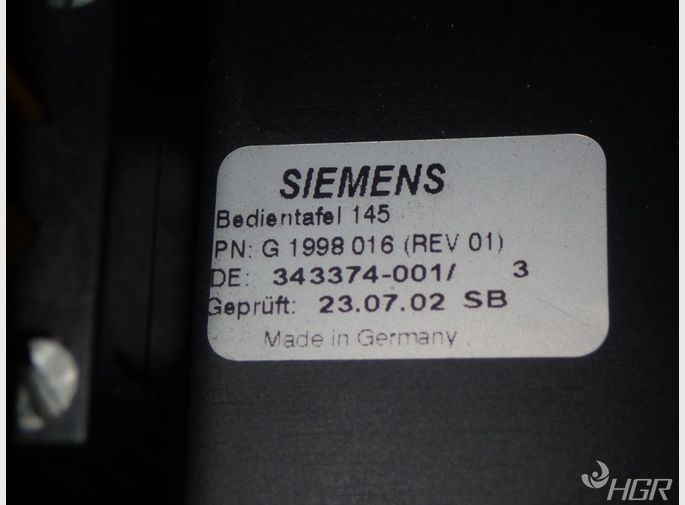 SIEMENS
Bedientafel 145
PN: G 1998 016 (REV 01)
DE: 343374-001/ 3
Geprüft: 23.07.02 SB
Made in Germany
HGR